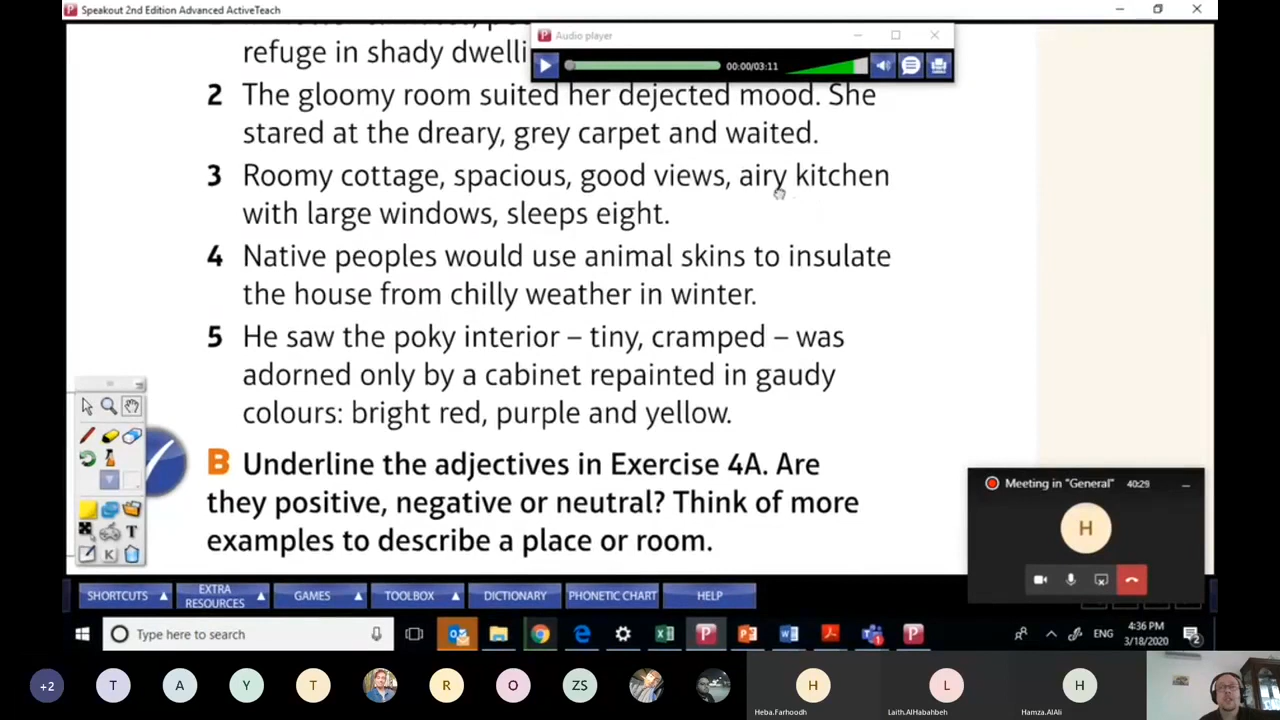 Speakout 2nd Edition Advanced ActiveTeach
Audio player
00:00/03:11
refuge in shady dwelli
2 The gloomy room suited her dejected mood. She
stared at the dreary, grey carpet and waited.
3 Roomy cottage, spacious, good views, airy kitchen
with large windows, sleeps eight.
4 Native peoples would use animal skins to insulate
the house from chilly weather in winter.
5 He saw the poky interior – tiny, cramped – was
adorned only by a cabinet repainted in gaudy
colours: bright red, purple and yellow.
B Underline the adjectives in Exercise 4A. Are
they positive, negative or neutral? Think of more
examples to describe a place or room.
Meeting in "General" 40:29
H
SHORTCUTS
EXTRA
RESOURCES
GAMES
TOOLBOX
DICTIONARY
PHONETIC CHART
HELP
Type here to search
ENG
4:36 PM
3/18/2020
+2
T
A
Y
T
R
O
ZS
H
L
H
Heba.Farhoodh
Laith.AlHabahbeh
Hamza.AlAli